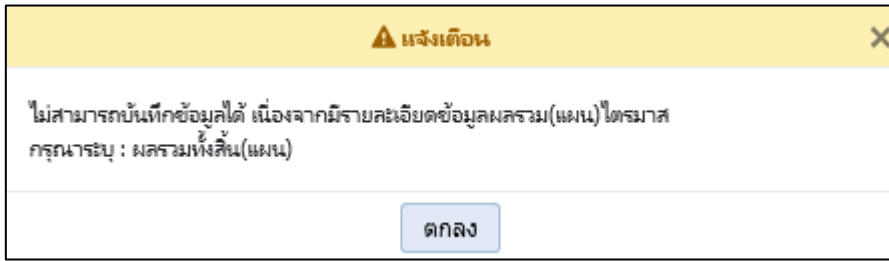 แจ้งเตือน
ไม่สามารถบันทึกข้อมูลได้ เนื่องจากมีรายละเอียดข้อมูลผลรวม(แผน)ไตรมาส
กรุณาระบุ : ผลรวมทั้งสิ้น(แผน)
ตกลง